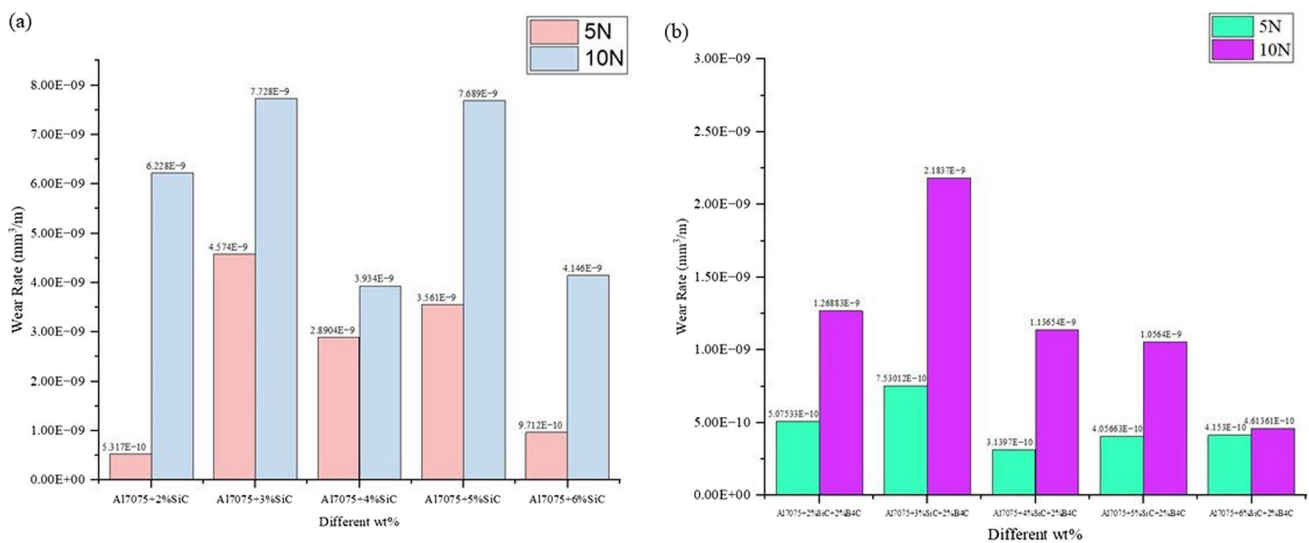 (a)
5N
10N
Wear Rate (mm³/m)
8.00E−09
7.00E−09
6.00E−09
5.00E−09
4.00E−09
3.00E−09
2.00E−09
1.00E−09
0.00E+00
5.317E−10
6.228E−9
4.574E−9
7.728E−9
2.8904E−9
3.934E−9
3.561E−9
7.689E−9
9.712E−10
4.146E−9
Al7075+2%SiC
Al7075+3%SiC
Al7075+4%SiC
Al7075+5%SiC
Al7075+6%SiC
Different wt%
(b)
5N
10N
Wear Rate (mm³/m)
3.00E−09
2.50E−09
2.00E−09
1.50E−09
1.00E−09
5.00E−10
0.00E+00
5.07533E−10
1.26883E−9
7.53012E−10
2.1837E−9
3.1397E−10
1.13654E−9
4.05663E−10
1.0564E−9
4.153E−10
4.61361E−10
Al7075+2%SiC+2%B4C
Al7075+3%SiC+2%B4C
Al7075+4%SiC+2%B4C
Al7075+5%SiC+2%B4C
Al7075+6%SiC+2%B4C
Different wt%